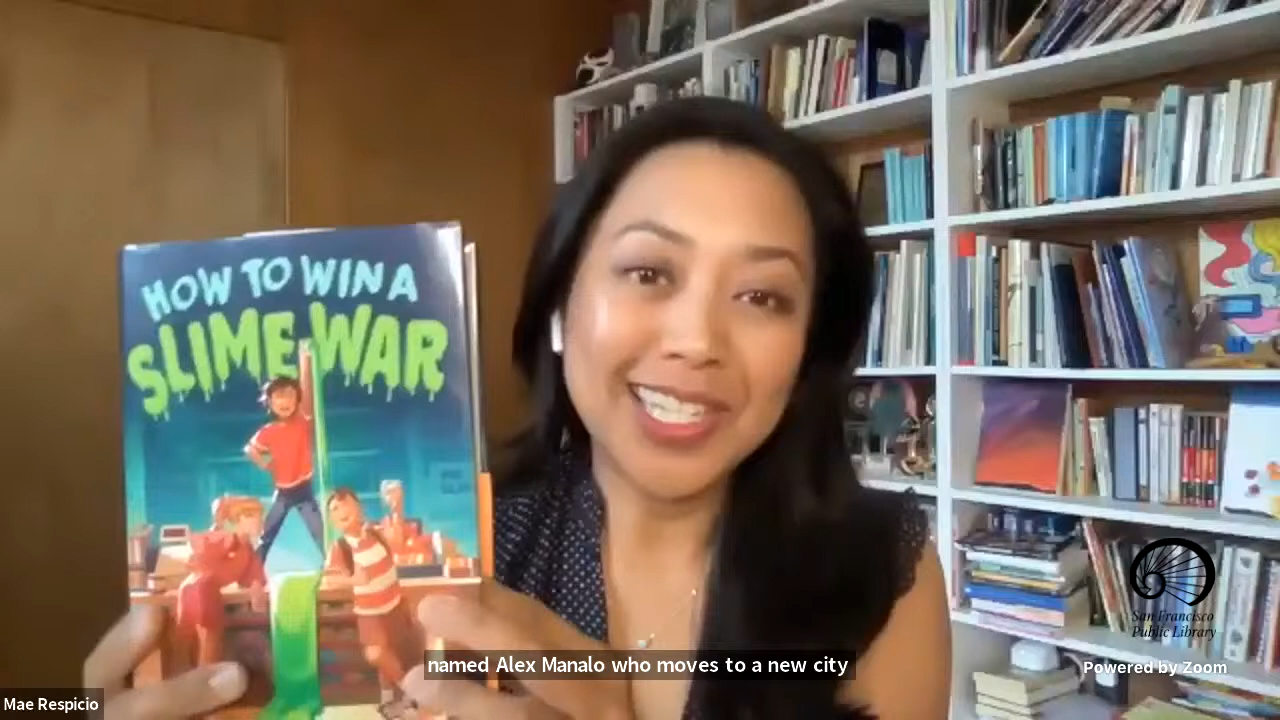 HOW TO WIN A
SLIME WAR
San Francisco
Public Library
named Alex Manalo who moves to a new city
Powered by Zoom
Mae Respicio